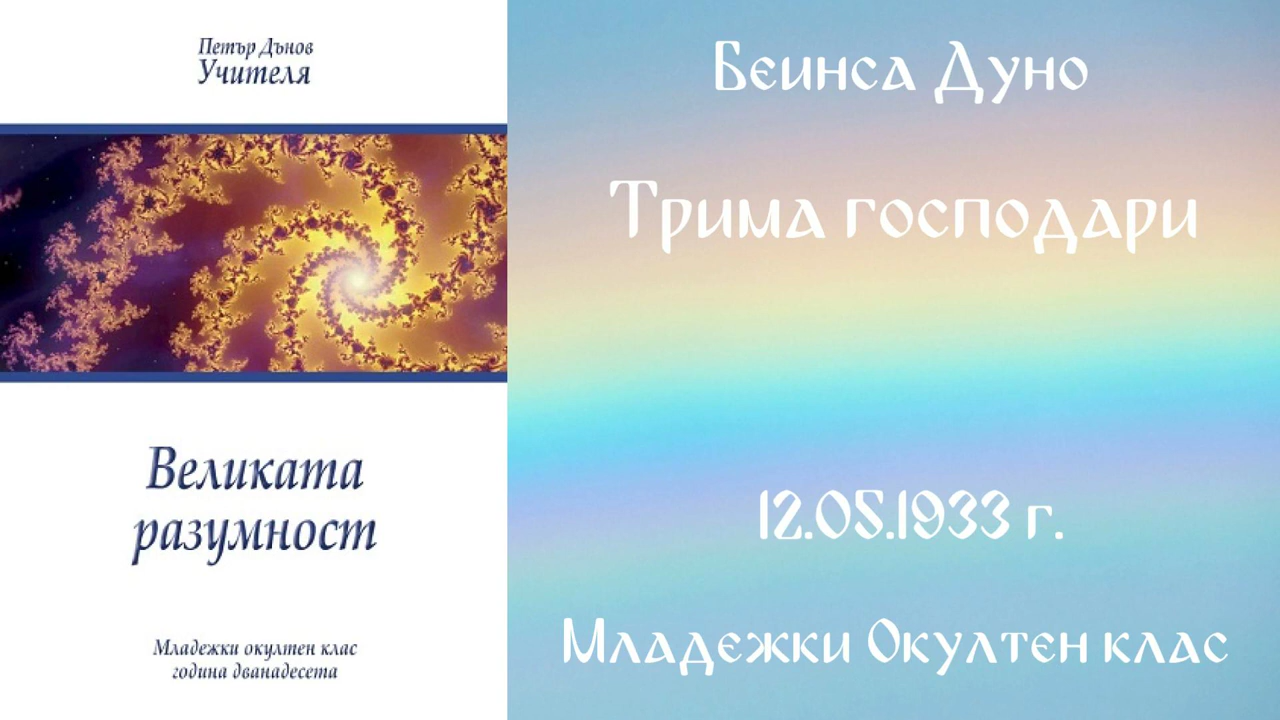 Петър Дънов
Учителя
Великата
разумност
Младежки окултен клас
година дванадесета
Беинса Дуно
Трима господари
12.05.1933 г.
Младежки Окултен клас